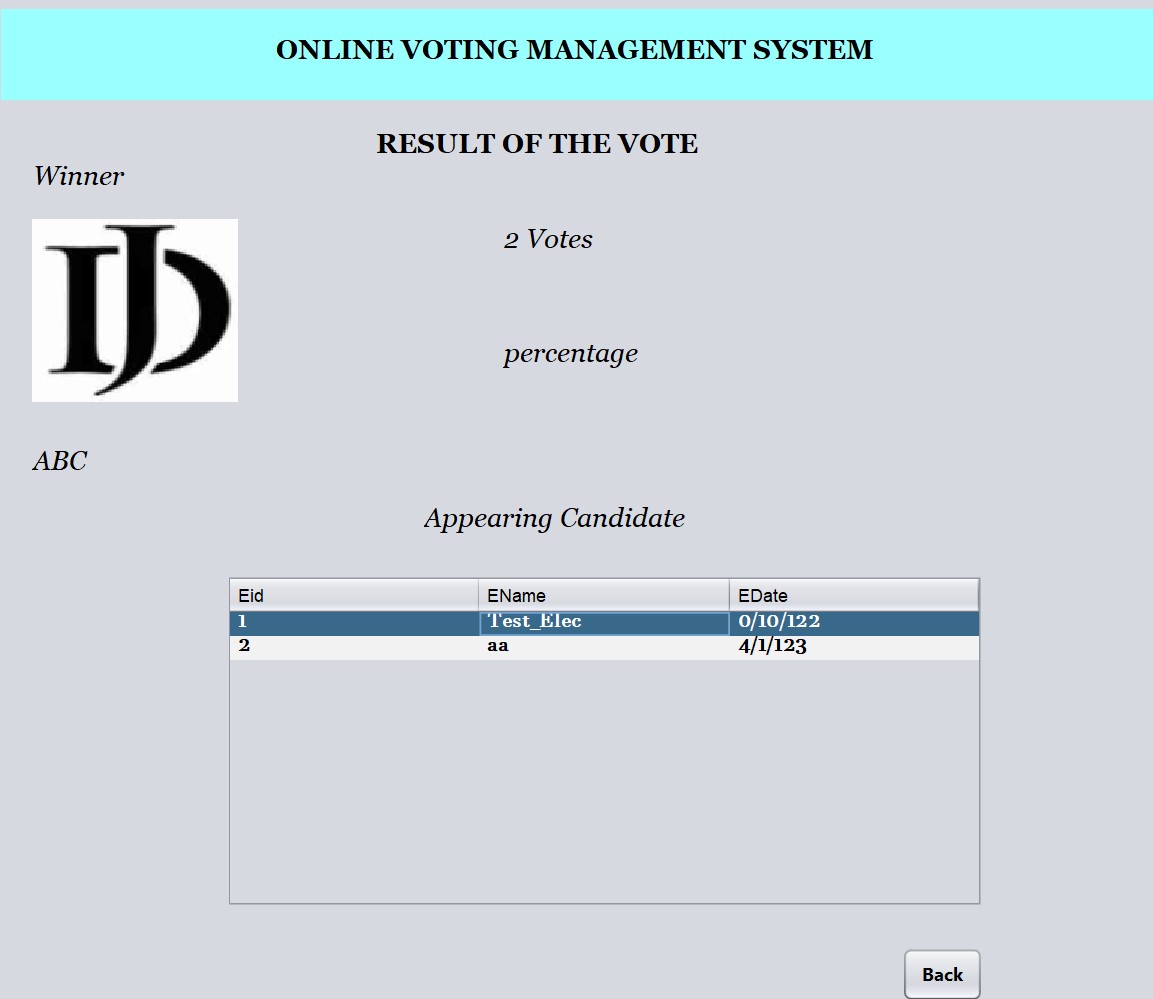 ONLINE VOTING MANAGEMENT SYSTEM
RESULT OF THE VOTE
Winner
IJD
2 Votes
percentage
ABC
Appearing Candidate
Eid EName EDate
1 Test_Elec 0/10/122
2 aa 4/1/123
Back